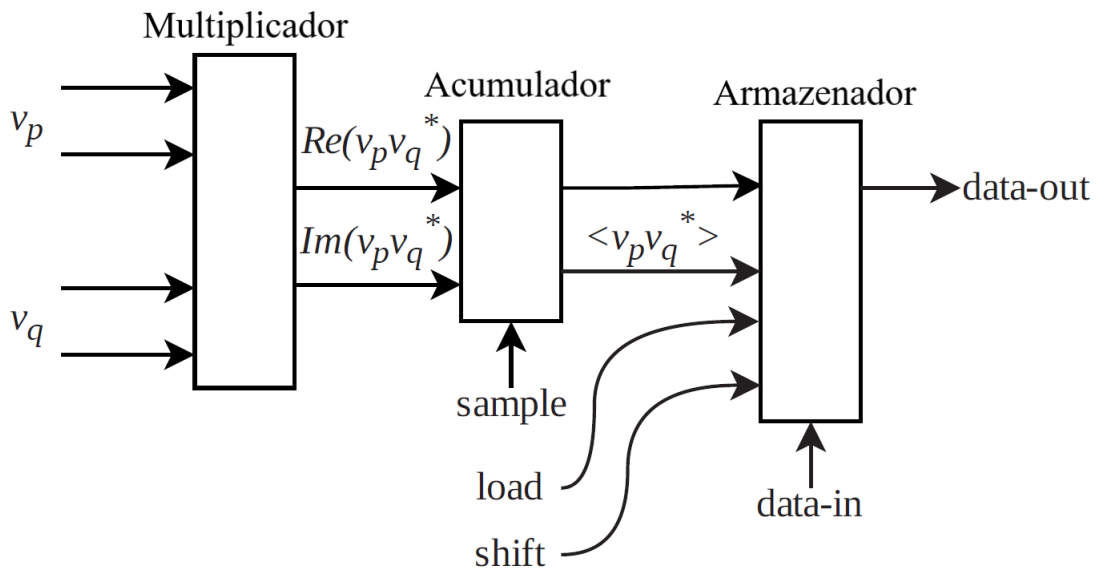 Multiplicador
Acumulador
Armazenador
v_p
Re(v_p v_q^*)
data-out
Im(v_p v_q^*)
<v_p v_q^*>
v_q
sample
load
data-in
shift